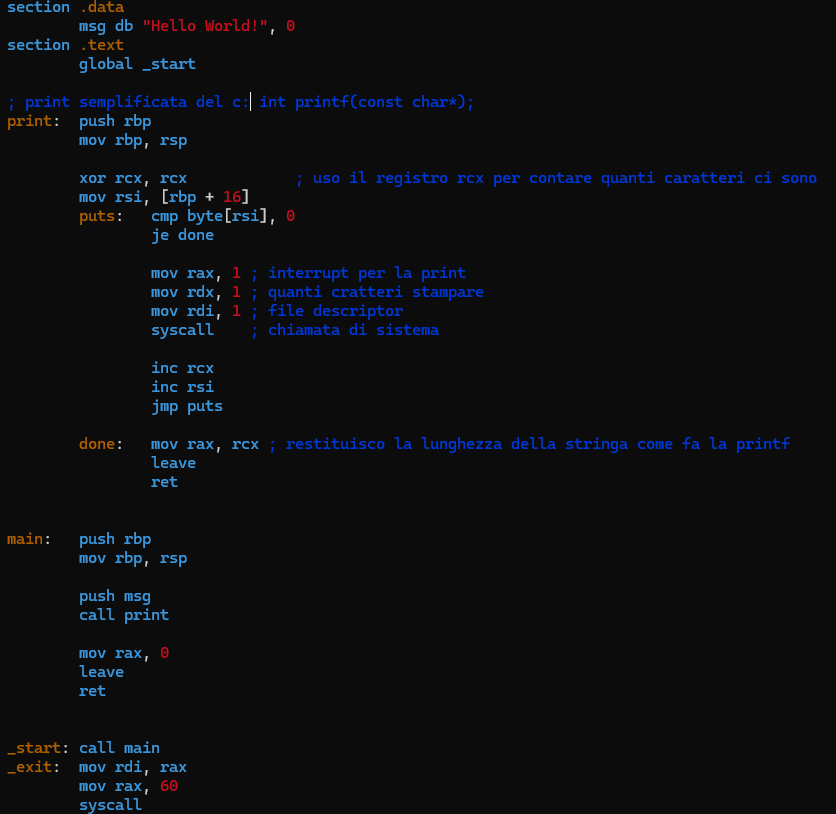 section .data
msg db "Hello World!", 0
section .text
global _start
; print semplificata del c: int printf(const char*);
print: push rbp
mov rbp, rsp
xor rcx, rcx ; uso il registro rcx per contare quanti caratteri ci sono
mov rsi, [rbp + 16]
puts: cmp byte[rsi], 0
je done
mov rax, 1 ; interrupt per la print
mov rdx, 1 ; quanti cratteri stampare
mov rdi, 1 ; file descriptor
syscall ; chiamata di sistema
inc rcx
inc rsi
jmp puts
done: mov rax, rcx ; restituisco la lunghezza della stringa come fa la printf
leave
ret
main: push rbp
mov rbp, rsp
push msg
call print
mov rax, 0
leave
ret
_start: call main
_exit: mov rdi, rax
mov rax, 60
syscall